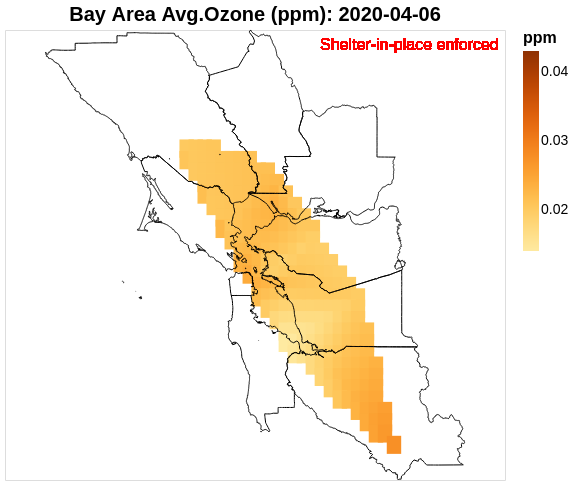 Bay Area Avg.Ozone (ppm): 2020-04-06
Shelter-in-place enforced
ppm
0.04
0.03
0.02